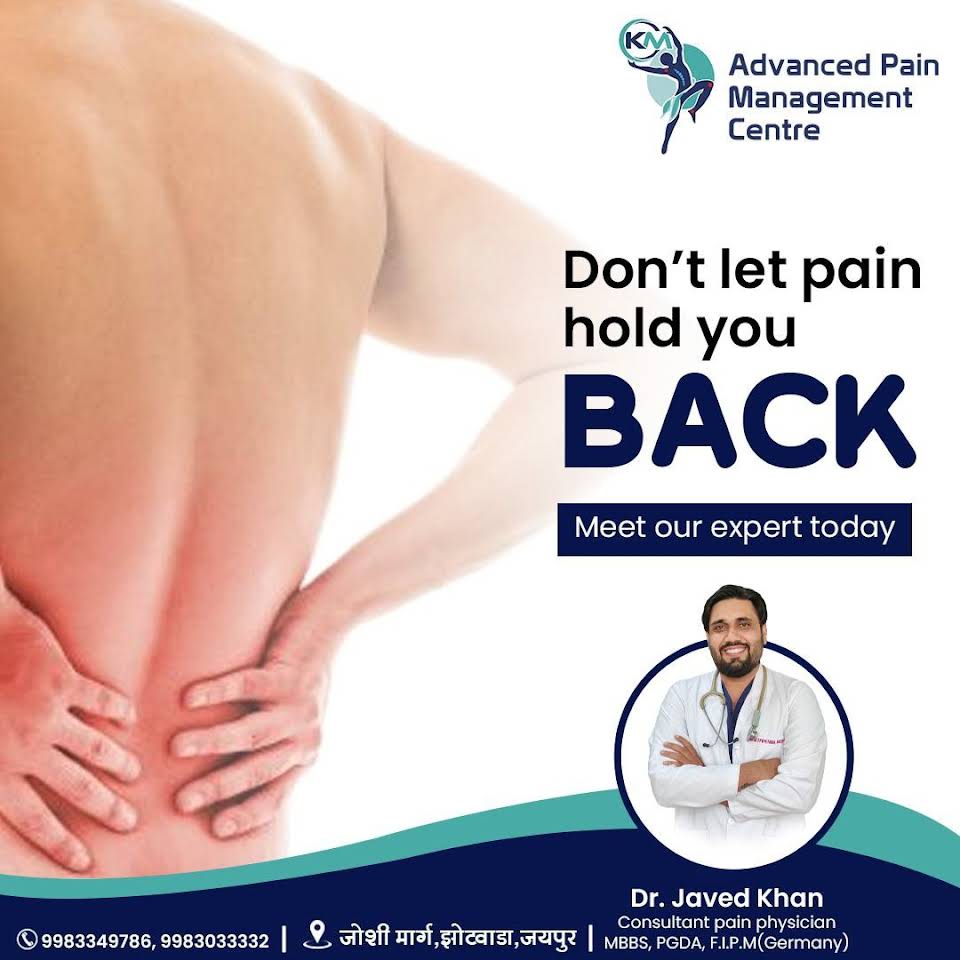 KM
Advanced Pain
Management
Centre
Don't let pain
hold you
BACK
Meet our expert today
Dr. Javed Khan
Consultant pain physician
MBBS, PGDA, F.I.P.M(Germany)
9983349786, 9983033332 | जोशी मार्ग,झोटवाडा,जयपुर |